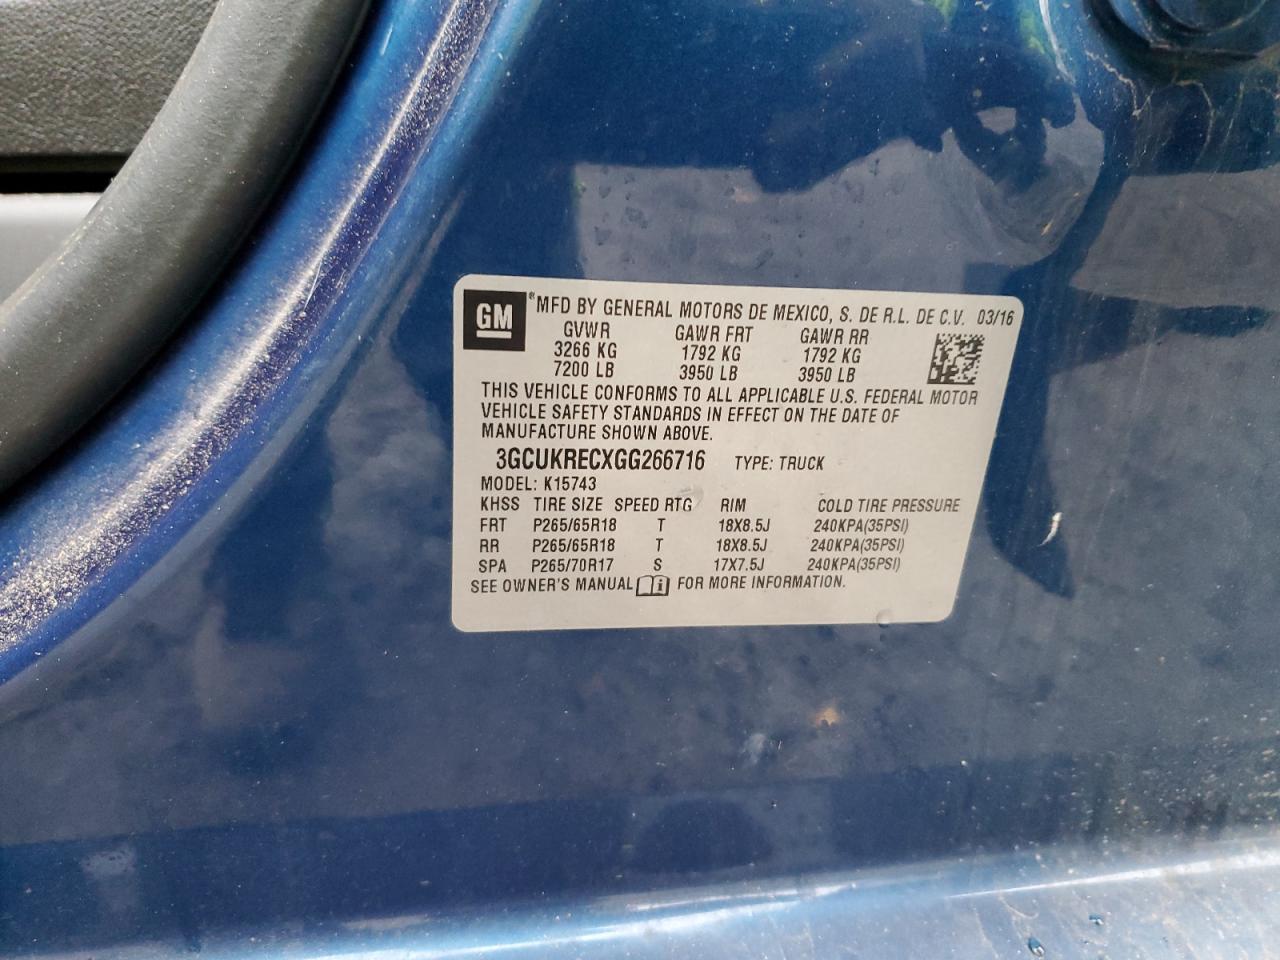 GM ® MFD BY GENERAL MOTORS DE MEXICO, S. DE R.L. DE C.V. 03/16
GVWR GAWR FRT GAWR RR
3266 KG 1792 KG 1792 KG
7200 LB 3950 LB 3950 LB
THIS VEHICLE CONFORMS TO ALL APPLICABLE U.S. FEDERAL MOTOR
VEHICLE SAFETY STANDARDS IN EFFECT ON THE DATE OF
MANUFACTURE SHOWN ABOVE.
3GCUKRECXGG266716 TYPE: TRUCK
MODEL: K15743
KHSS TIRE SIZE SPEED RTG RIM COLD TIRE PRESSURE
FRT P265/65R18 T 18X8.5J 240KPA(35PSI)
RR P265/65R18 T 18X8.5J 240KPA(35PSI)
SPA P265/70R17 S 17X7.5J 240KPA(35PSI)
SEE OWNER'S MANUAL FOR MORE INFORMATION.